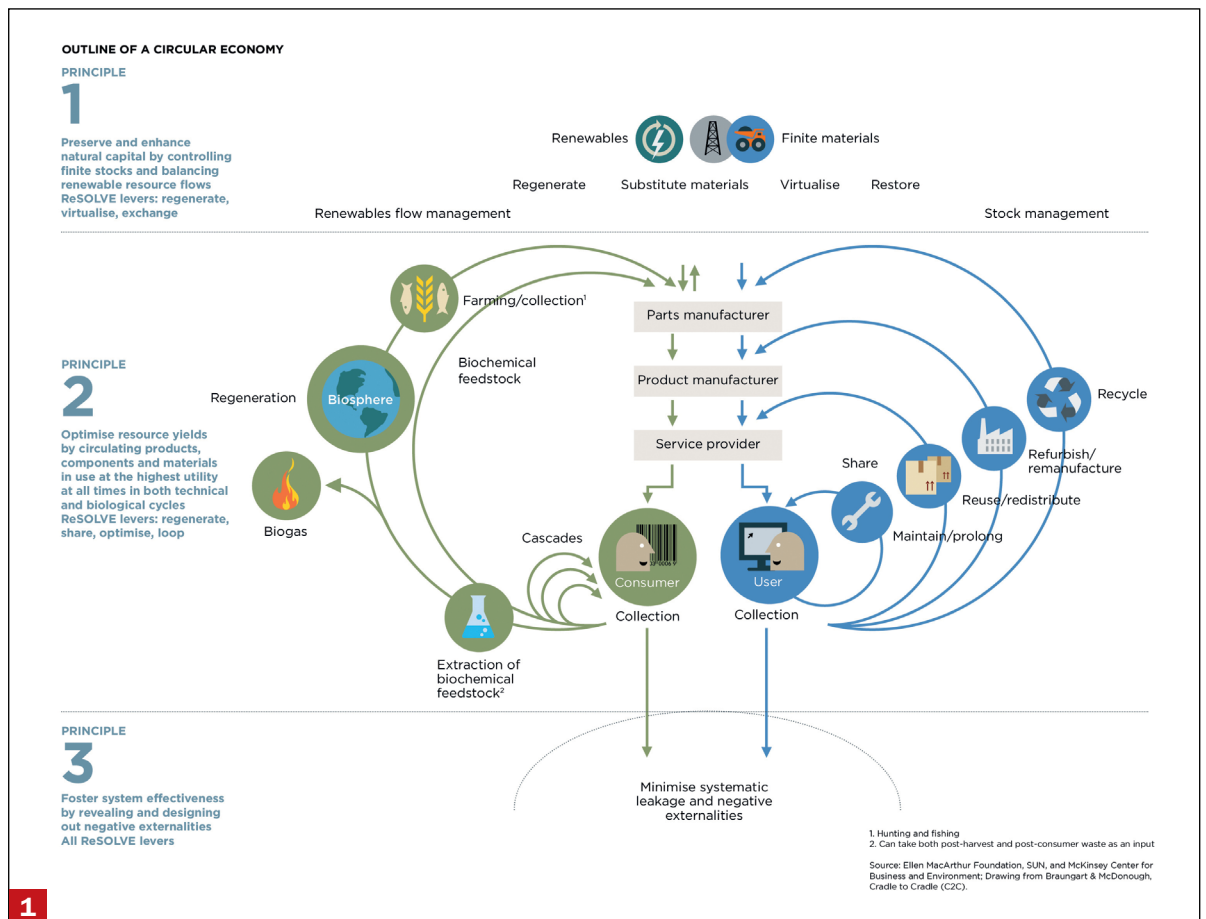 OUTLINE OF A CIRCULAR ECONOMY
PRINCIPLE
1
Preserve and enhance
natural capital by controlling
finite stocks and balancing
renewable resource flows
ReSOLVE levers: regenerate,
virtualise, exchange
Renewables
Finite materials
Regenerate
Substitute materials
Virtualise
Restore
Renewables flow management
Stock management
PRINCIPLE
2
Optimise resource yields
by circulating products,
components and materials
in use at the highest utility
at all times in both technical
and biological cycles
ReSOLVE levers: regenerate,
share, optimise, loop
Farming/collection¹
Parts manufacturer
Biochemical
feedstock
Product manufacturer
Regeneration
Biosphere
Recycle
Service provider
Refurbish/
remanufacture
Share
Reuse/redistribute
Biogas
Cascades
Maintain/prolong
Consumer
User
Collection
Collection
Extraction of
biochemical
feedstock²
PRINCIPLE
3
Foster system effectiveness
by revealing and designing
out negative externalities
All ReSOLVE levers
Minimise systematic
leakage and negative
externalities
1. Hunting and fishing
2. Can take both post-harvest and post-consumer waste as an input
Source: Ellen MacArthur Foundation, SUN, and McKinsey Center for
Business and Environment; Drawing from Braungart & McDonough,
Cradle to Cradle (C2C).
1